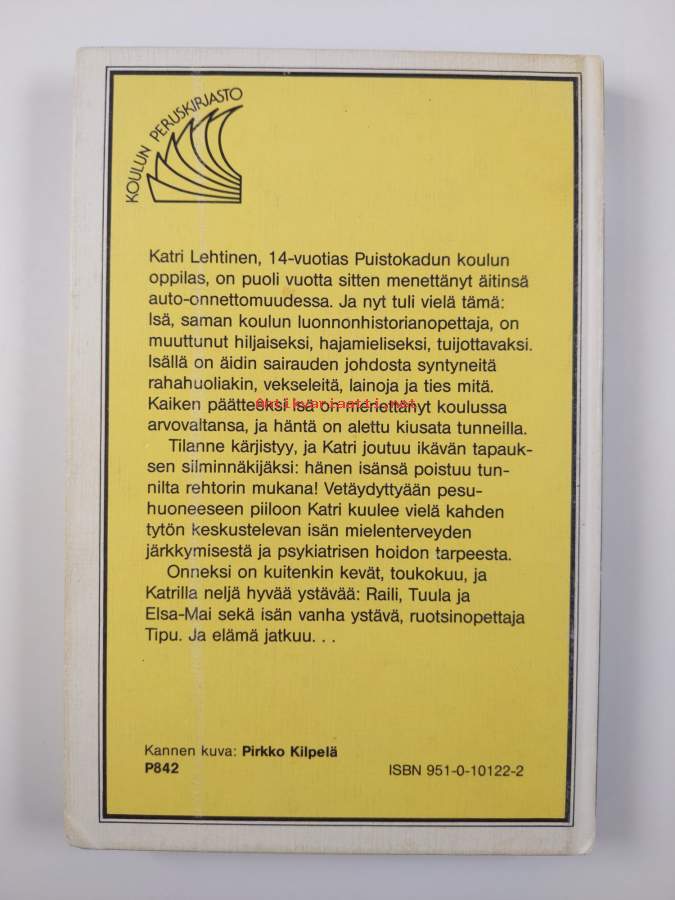 KOULUN PERUSKIRJASTO
Katri Lehtinen, 14-vuotias Puistokadun koulun
oppilas, on puoli vuotta sitten menettänyt äitinsä
auto-onnettomuudessa. Ja nyt tuli vielä tämä:
Isä, saman koulun luonnonhistorianopettaja, on
muuttunut hiljaiseksi, hajamieliseksi, tuijottavaksi.
Isällä on äidin sairauden johdosta syntyneitä
rahahuoliakin, vekseleitä, lainoja ja ties mitä.
Antikvariaatti.net
Kaiken päätteeksi isä on menettänyt koulussa
arvovaltansa, ja häntä on alettu kiusata tunneilla.
Tilanne kärjistyy, ja Katri joutuu ikävän tapauk-
sen silminnäkijäksi: hänen isänsä poistuu tun-
nilta rehtorin mukana! Vetäydyttyään pesu-
huoneeseen piiloon Katri kuulee vielä kahden
tytön keskustelevan isän mielenterveyden
järkkymisestä ja psykiatrisen hoidon tarpeesta.
Onneksi on kuitenkin kevät, toukokuu, ja
Katrilla neljä hyvää ystävää: Raili, Tuula ja
Elsa-Mai sekä isän vanha ystävä, ruotsinopettaja
Tipu. Ja elämä jatkuu. . .
Kannen kuva: Pirkko Kilpelä
P842
ISBN 951-0-10122-2